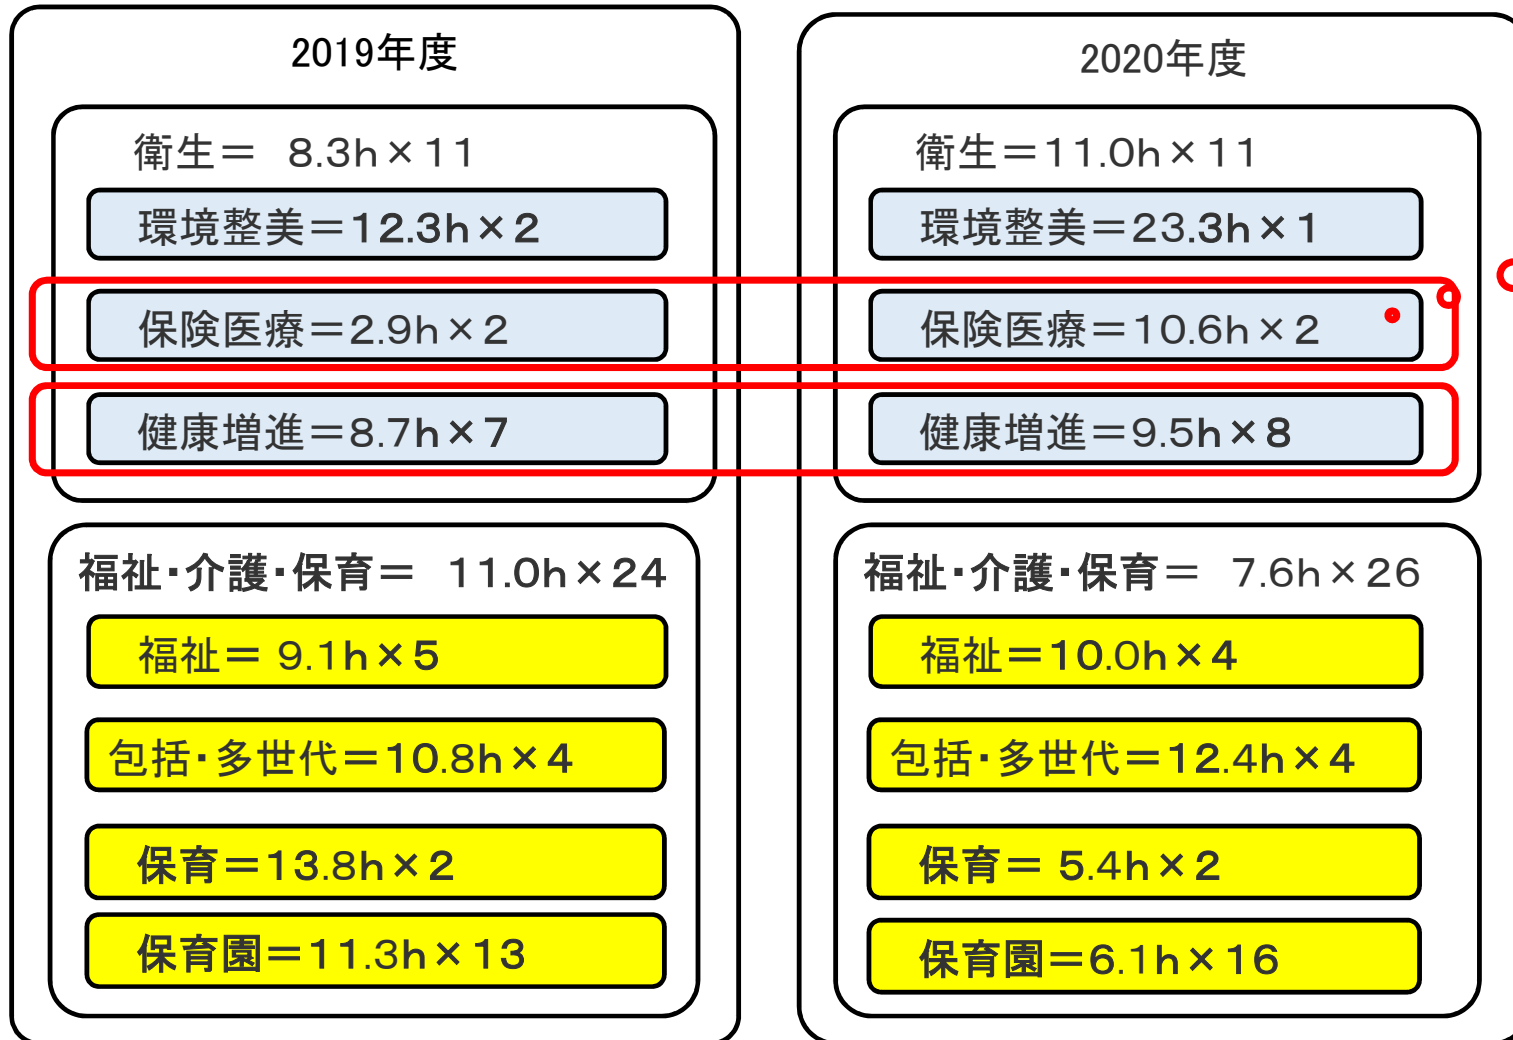 2019年度
衛生＝ 8.3h×11
環境整美＝12.3h×2
保険医療＝2.9h×2
健康増進＝8.7h×7
福祉・介護・保育＝ 11.0h×24
福祉＝ 9.1h×5
包括・多世代＝10.8h×4
保育＝13.8h×2
保育園＝11.3h×13
2020年度
衛生＝11.0h×11
環境整美＝23.3h×1
保険医療＝10.6h×2
健康増進＝9.5h×8
福祉・介護・保育＝ 7.6h×26
福祉＝10.0h×4
包括・多世代＝12.4h×4
保育＝ 5.4h×2
保育園＝6.1h×16